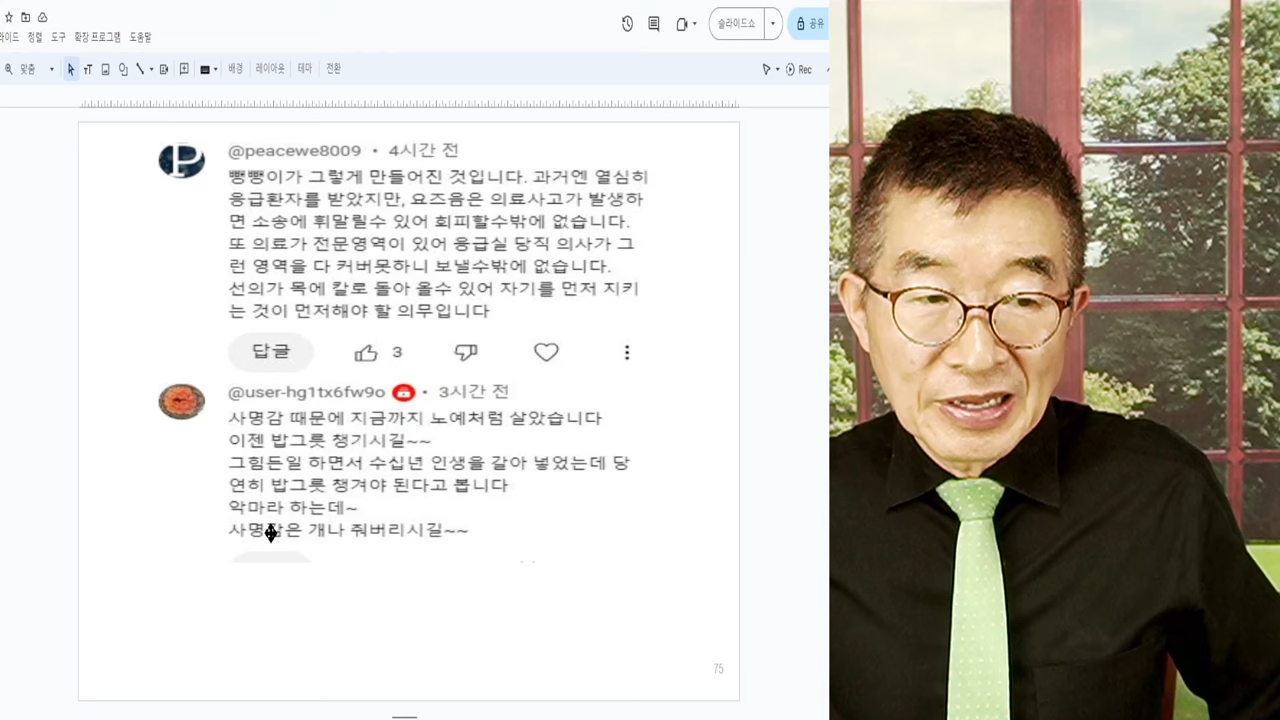 라이드 정렬 도구 확장 프로그램 도움말
슬라이드쇼
공유
맞춤 배경 레이아웃 테마 전환
Rec
@peacewe8009 • 4시간 전
뺑뺑이가 그렇게 만들어진 것입니다. 과거엔 열심히
응급환자를 받았지만, 요즈음은 의료사고가 발생하
면 소송에 휘말릴수 있어 회피할수밖에 없습니다.
또 의료가 전문영역이 있어 응급실 당직 의사가 그
런 영역을 다 커버못하니 보낼수밖에 없습니다.
선의가 목에 칼로 돌아 올수 있어 자기를 먼저 지키
는 것이 먼저해야 할 의무입니다
답글 3
@user-hg1tx6fw9o • 3시간 전
사명감 때문에 지금까지 노예처럼 살았습니다
이젠 밥그릇 챙기시길~~
그힘든일 하면서 수십년 인생을 갈아 넣었는데 당
연히 밥그릇 챙겨야 된다고 봅니다
악마라 하는데~
사명감은 개나 줘버리시길~~
75